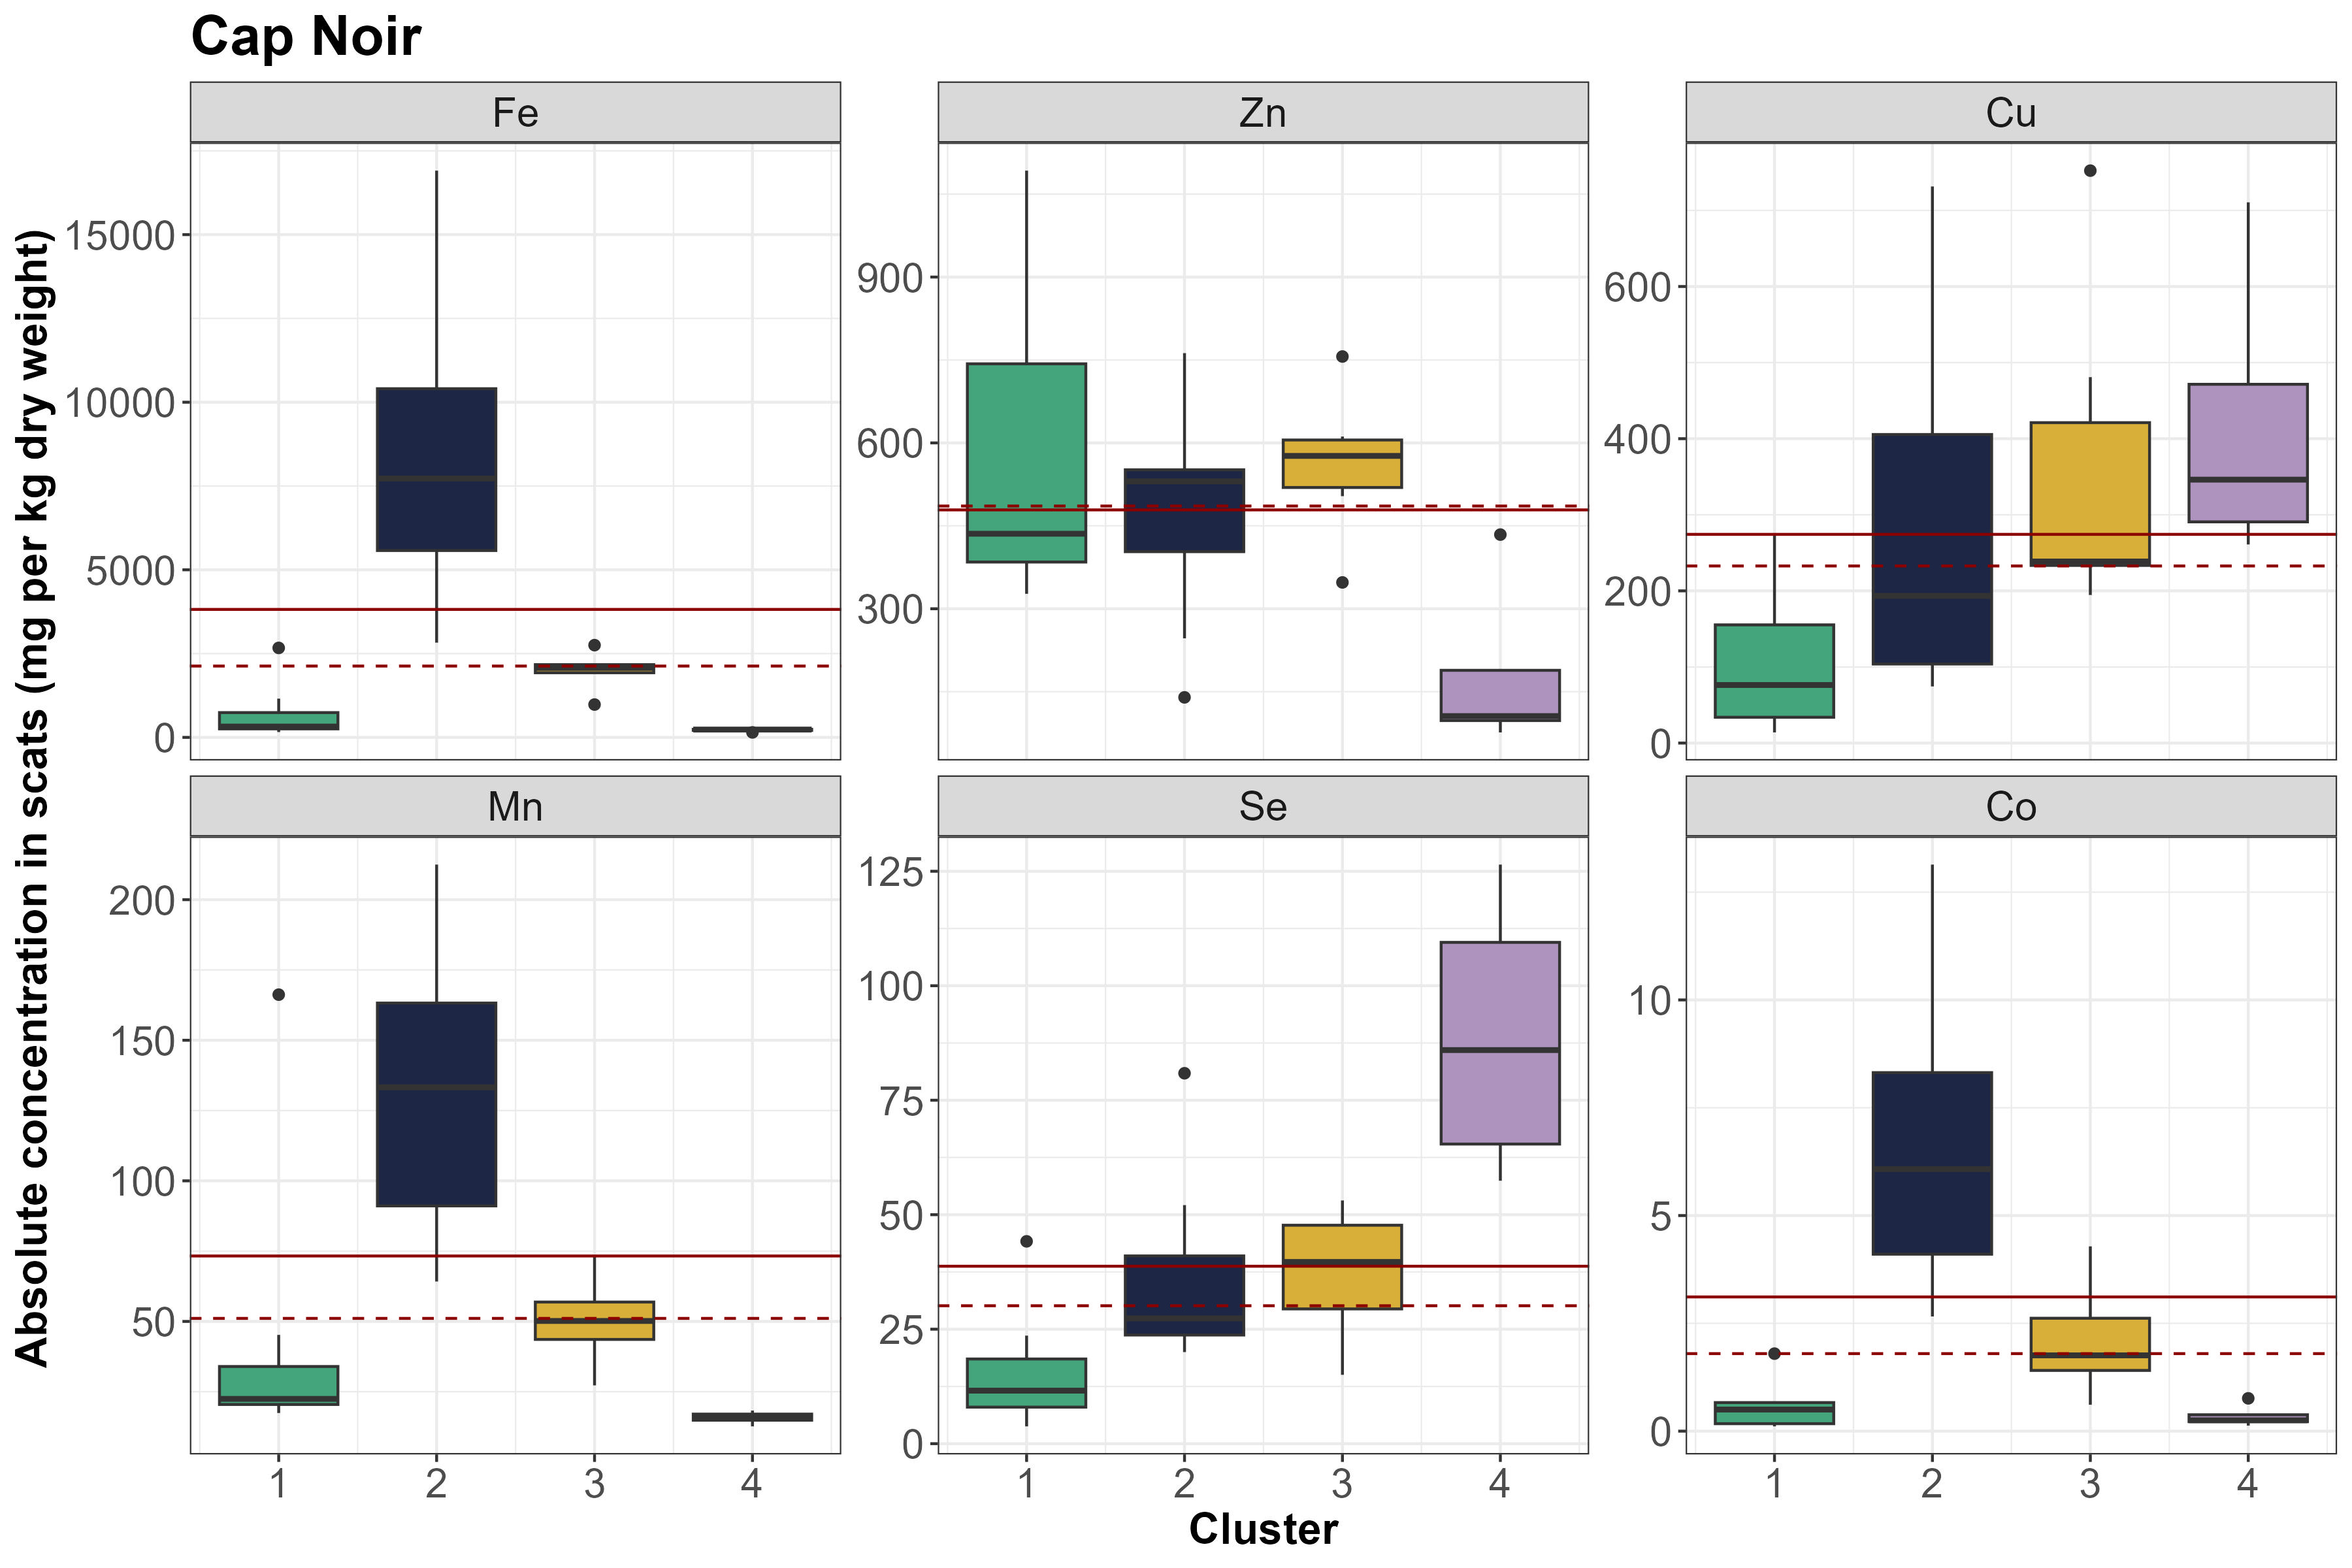 Cap Noir
Fe
Zn
Cu
15000
10000
5000
0
900
600
300
600
400
200
0
Mn
Se
Co
200
150
100
50
125
100
75
50
25
0
10
5
0
1 2 3 4
1 2 3 4
1 2 3 4
Cluster
Absolute concentration in scats (mg per kg dry weight)